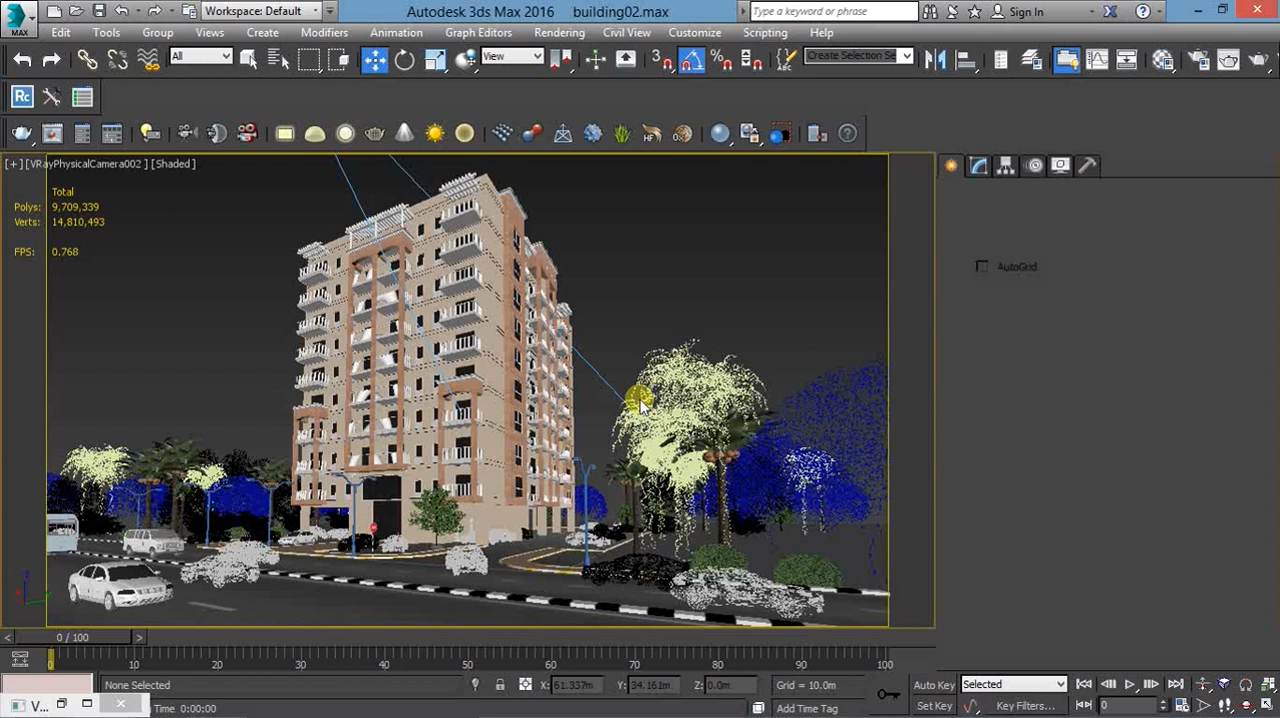 MAX
Workspace: Default
Autodesk 3ds Max 2016 building02.max
Type a keyword or phrase
Sign In
Edit Tools Group Views Create Modifiers Animation Graph Editors Rendering Civil View Customize Scripting Help
All
View
3
Create Selection Se
Rc
HF
[+] [VRayPhysicalCamera002 ] [Shaded ]
Total
Polys: 9,709,339
Verts: 14,810,493
FPS: 0.768
AutoGrid
0 / 100
0 10 20 30 40 50 60 70 80 90 100
None Selected X: 61.337m Y: 34.161m Z: 0.0m Grid = 10.0m Auto Key Selected
V... Time 0:00:00 Add Time Tag Set Key Key Filters... 0